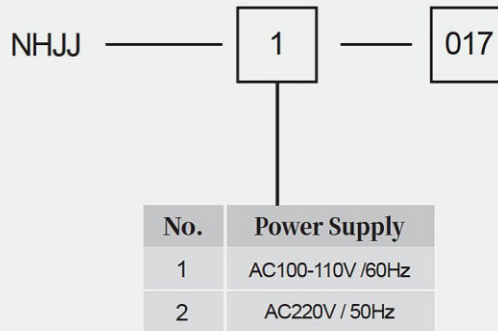 NHJJ 1 017
No. Power Supply
1 AC100-110V /60Hz
2 AC220V / 50Hz